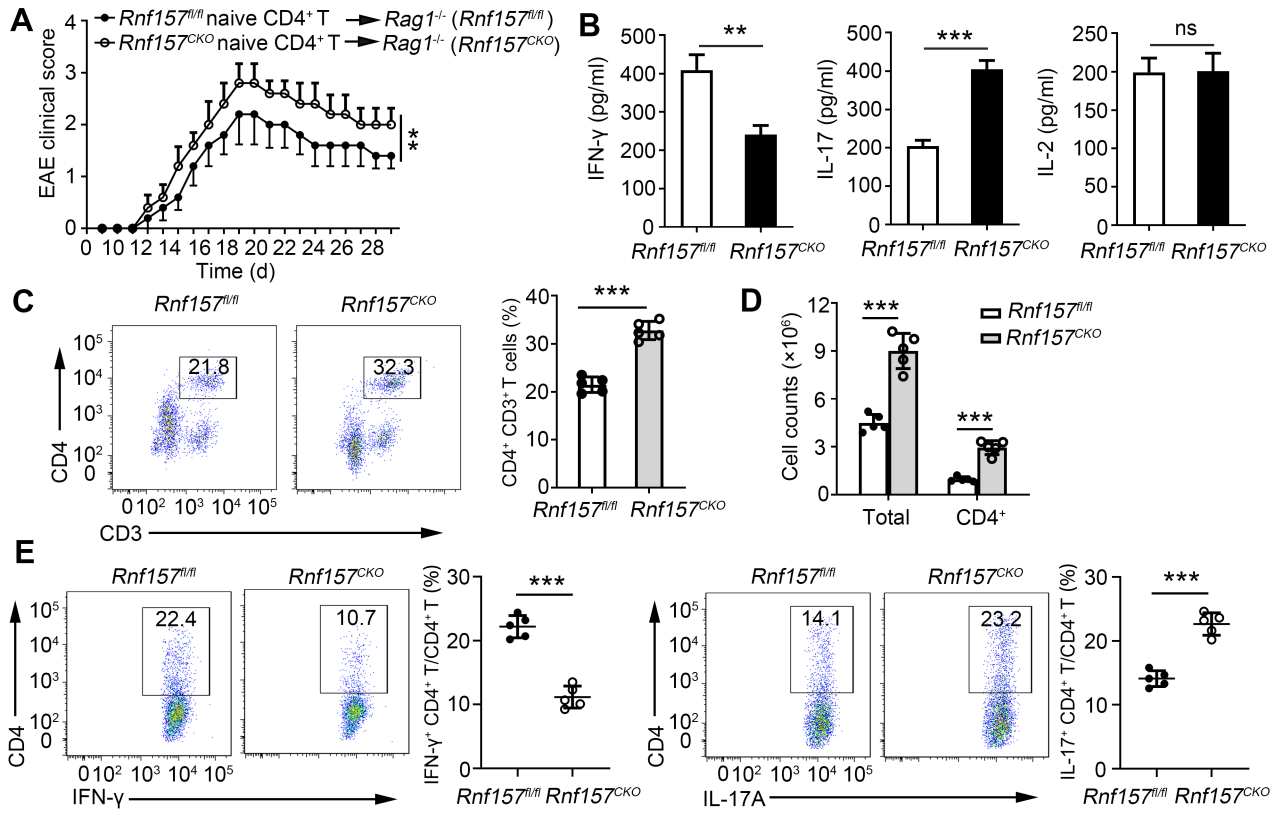 A
Rnf157fl/fl naive CD4+ T → Rag1-/- (Rnf157fl/fl)
Rnf157CKO naive CD4+ T → Rag1-/- (Rnf157CKO)
EAE clinical score
4
3
2
1
0
0 10 12 14 16 18 20 22 24 26 28
Time (d)
**
B
IFN-γ (pg/ml)
500
400
300
200
100
0
**
Rnf157fl/fl Rnf157CKO
IL-17 (pg/ml)
500
400
300
200
100
0
***
Rnf157fl/fl Rnf157CKO
IL-2 (pg/ml)
250
200
150
100
50
0
ns
Rnf157fl/fl Rnf157CKO
C
Rnf157fl/fl Rnf157CKO
21.8
32.3
CD4
10⁵
10⁴
10³
10²
0
0 10² 10³ 10⁴ 10⁵
CD3
CD4+ CD3+ T cells (%)
40
30
20
10
0
***
Rnf157fl/fl Rnf157CKO
D
Cell counts (×10⁶)
12
9
6
3
0
***
***
Rnf157fl/fl
Rnf157CKO
Total CD4+
E
Rnf157fl/fl Rnf157CKO
22.4
10.7
CD4
10⁵
10⁴
10³
10²
0
0 10² 10³ 10⁴ 10⁵
IFN-γ
IFN-γ+ CD4+ T/CD4+ T (%)
30
20
10
0
***
Rnf157fl/fl Rnf157CKO
Rnf157fl/fl Rnf157CKO
14.1
23.2
CD4
10⁵
10⁴
10³
10²
0
0 10² 10³ 10⁴ 10⁵
IL-17A
IL-17+ CD4+ T/CD4+ T (%)
30
20
10
0
***
Rnf157fl/fl Rnf157CKO